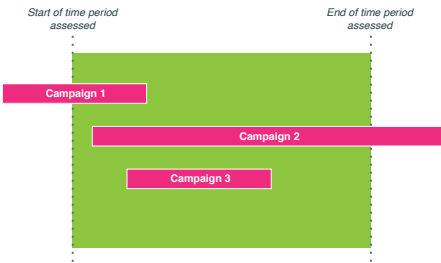 Start of time period
assessed
End of time period
assessed
Campaign 1
Campaign 2
Campaign 3